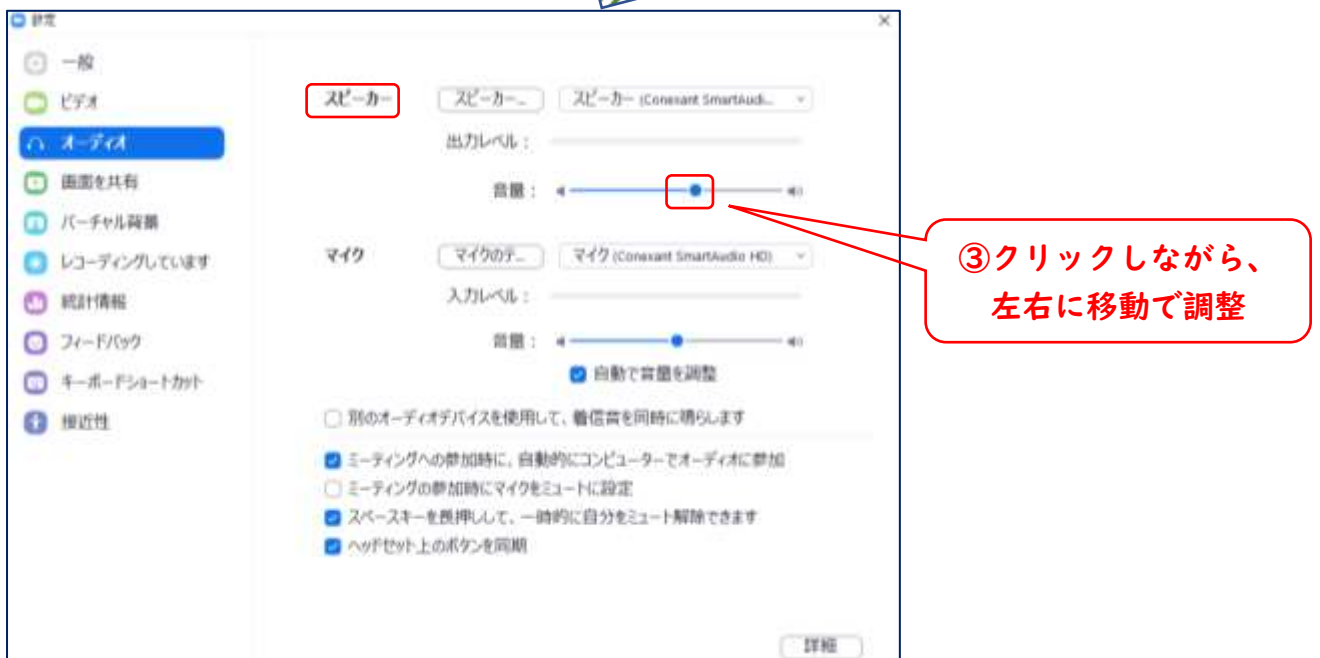 設定
一般
ビデオ
オーディオ
画面を共有
バーチャル背景
レコーディングしています
統計情報
フィードバック
キーボードショートカット
接近性
スピーカー
スピーカー...
スピーカー (Conexant SmartAudi...
出力レベル：
音量：
マイク
マイクのテ...
マイク (Conexant SmartAudio HD)
入力レベル：
音量：
自動で音量を調整
別のオーディオデバイスを使用して、着信音を同時に鳴らします
ミーティングへの参加時に、自動的にコンピューターでオーディオに参加
ミーティングの参加時にマイクをミュートに設定
スペースキーを長押しして、一時的に自分をミュート解除できます
ヘッドセット上のボタンを同期
詳細
③クリックしながら、
左右に移動で調整